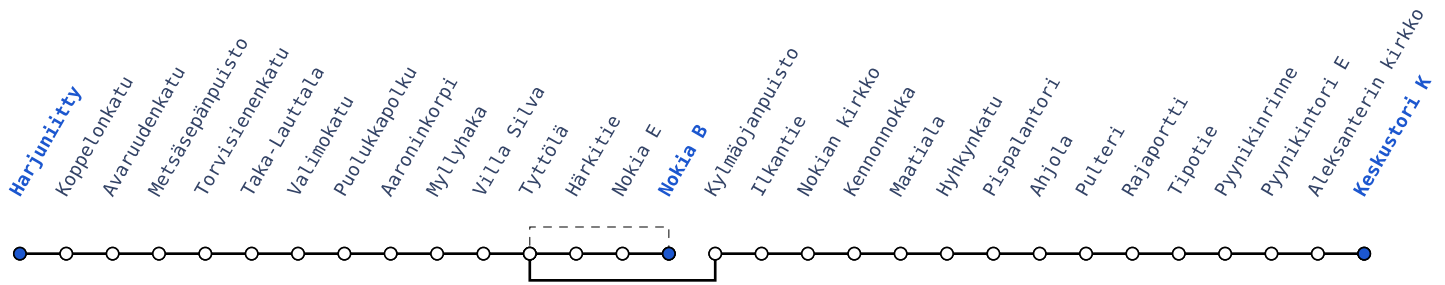 Harjuniitty
Koppelonkatu
Avaruudenkatu
Metsäsepänpuisto
Torvisienenkatu
Taka-Lauttala
Valimokatu
Puolukkapolku
Aaroninkorpi
Myllyhaka
Villa Silva
Tyttölä
Härkitie
Nokia E
Nokia B
Kylmäojanpuisto
Ilkantie
Nokian kirkko
Kennonnokka
Maatiala
Hyhkynkatu
Pispalantori
Ahjola
Pulteri
Rajaportti
Tipotie
Pyynikinrinne
Pyynikintori E
Aleksanterin kirkko
Keskustori K